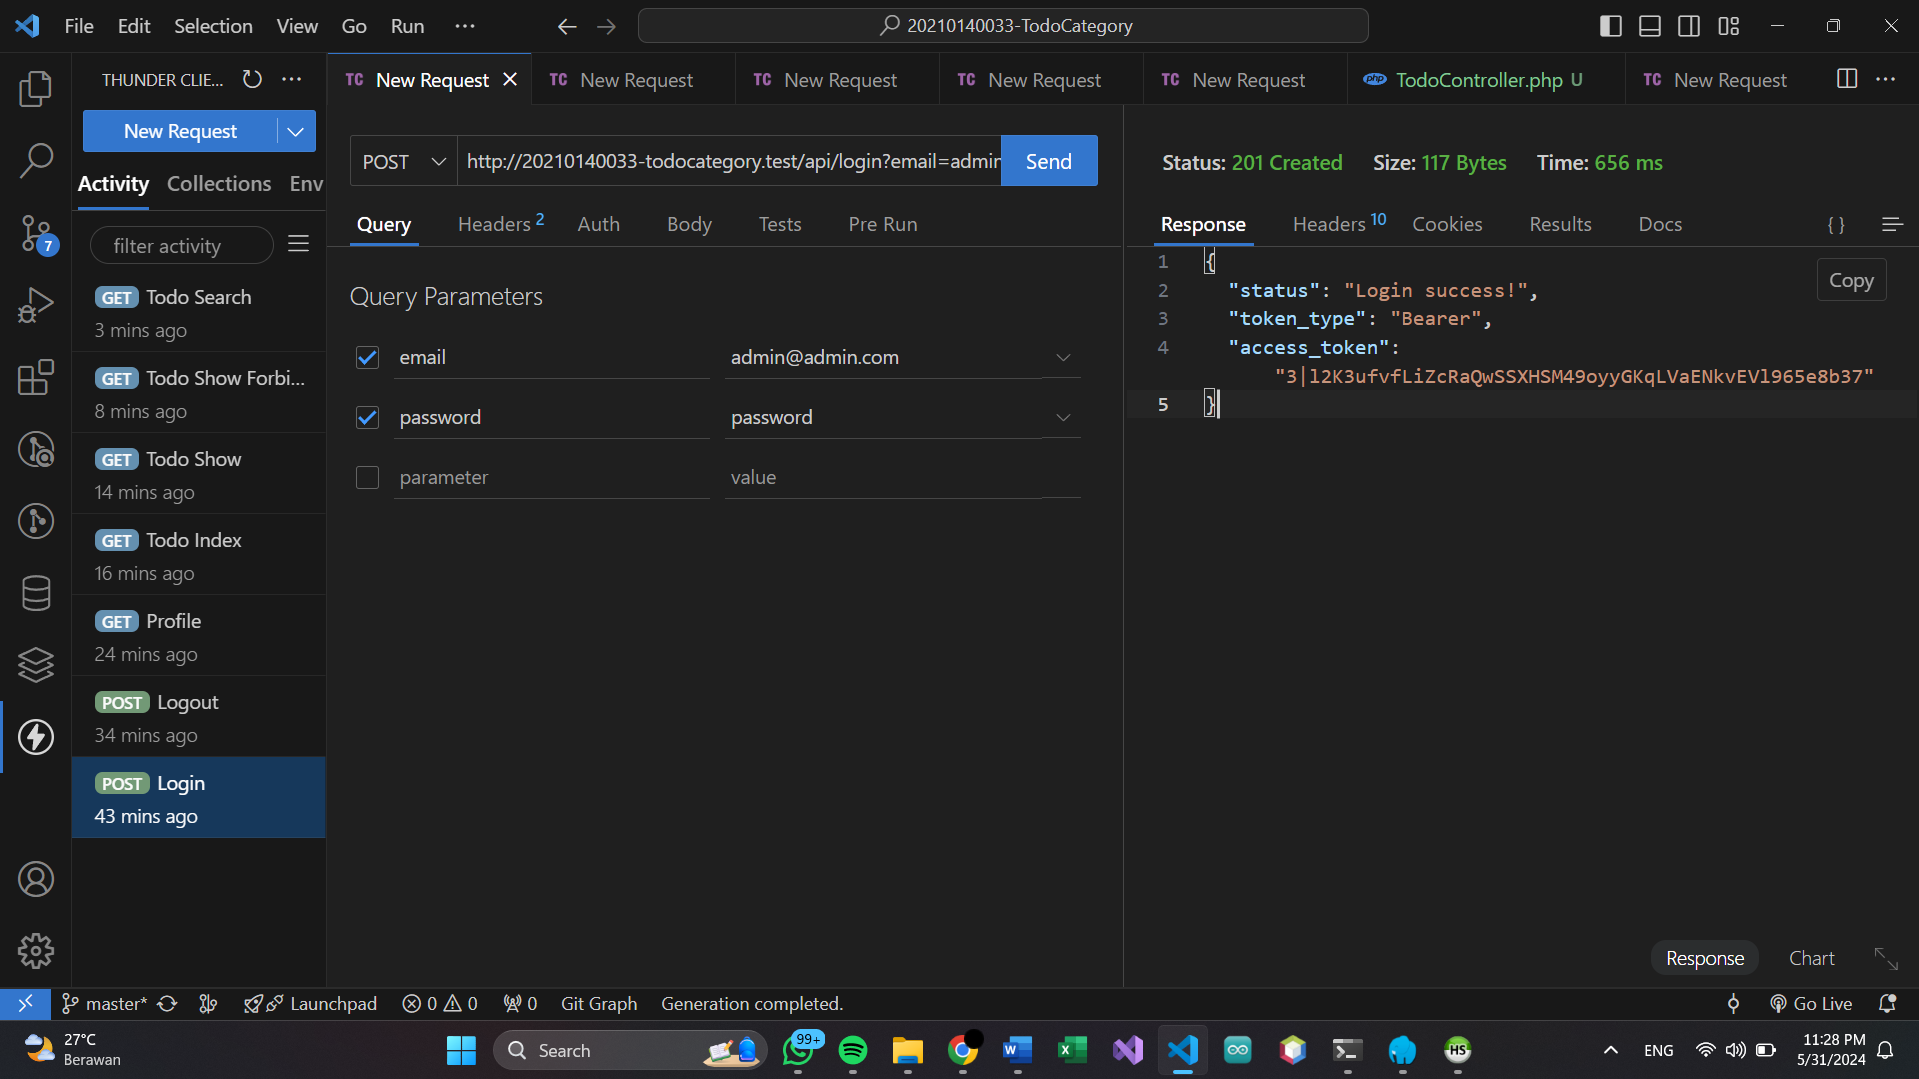 File Edit Selection View Go Run ···
20210140033-TodoCategory
THUNDER CLIE...
New Request
Activity Collections Env
filter activity
GET Todo Search
3 mins ago
GET Todo Show Forbi...
8 mins ago
GET Todo Show
14 mins ago
GET Todo Index
16 mins ago
GET Profile
24 mins ago
POST Logout
34 mins ago
POST Login
43 mins ago
7
TC New Request
TC New Request
TC New Request
TC New Request
TC New Request
php TodoController.php U
TC New Request
POST http://20210140033-todocategory.test/api/login?email=admin Send
Query Headers 2 Auth Body Tests Pre Run
Query Parameters
email admin@admin.com
password password
parameter value
Status: 201 Created Size: 117 Bytes Time: 656 ms
Response Headers 10 Cookies Results Docs { }
Copy
1 {
2 "status": "Login success!",
3 "token_type": "Bearer",
4 "access_token":
"3|l2K3ufvfLiZcRaQwSSXHSM49oyyGKqLVaENkvEVl965e8b37"
5 }
Response Chart
master* Launchpad 0 0 0 Git Graph Generation completed. Go Live
27°C
Berawan
Search
99+
HS
ENG
11:28 PM
5/31/2024